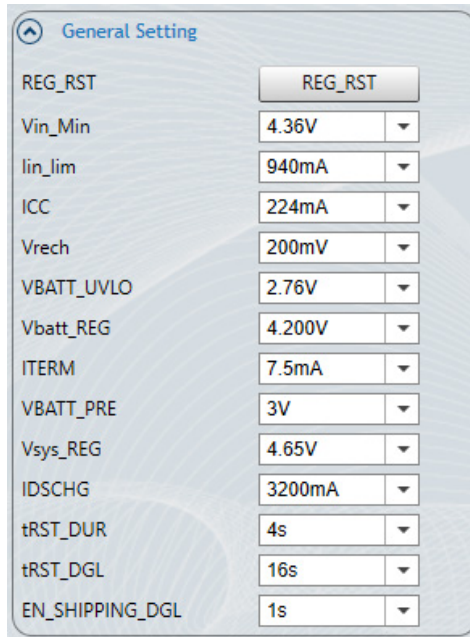 General Setting
REG_RST REG_RST
Vin_Min 4.36V
Iin_lim 940mA
ICC 224mA
Vrech 200mV
VBATT_UVLO 2.76V
Vbatt_REG 4.200V
ITERM 7.5mA
VBATT_PRE 3V
Vsys_REG 4.65V
IDSCHG 3200mA
tRST_DUR 4s
tRST_DGL 16s
EN_SHIPPING_DGL 1s